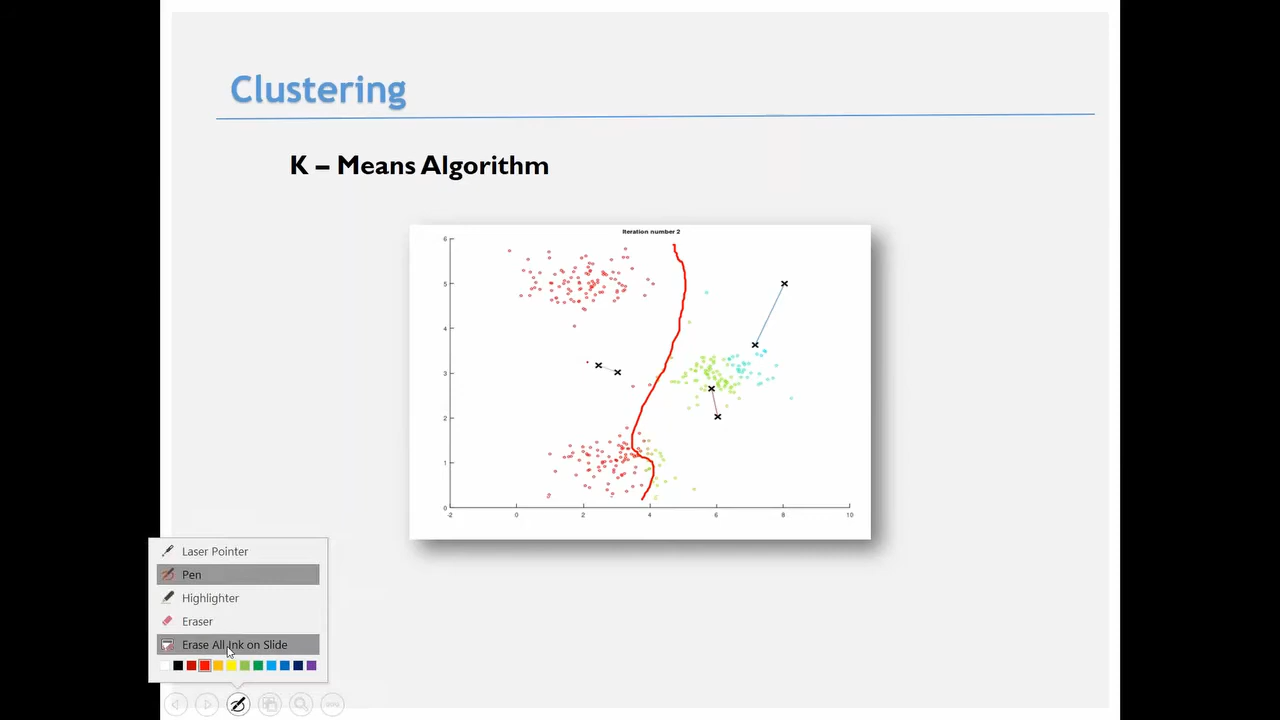 Clustering
K – Means Algorithm
Iteration number 2
6
5
4
3
2
1
0
-2 0 2 4 6 8 10
Laser Pointer
Pen
Highlighter
Eraser
Erase All Ink on Slide